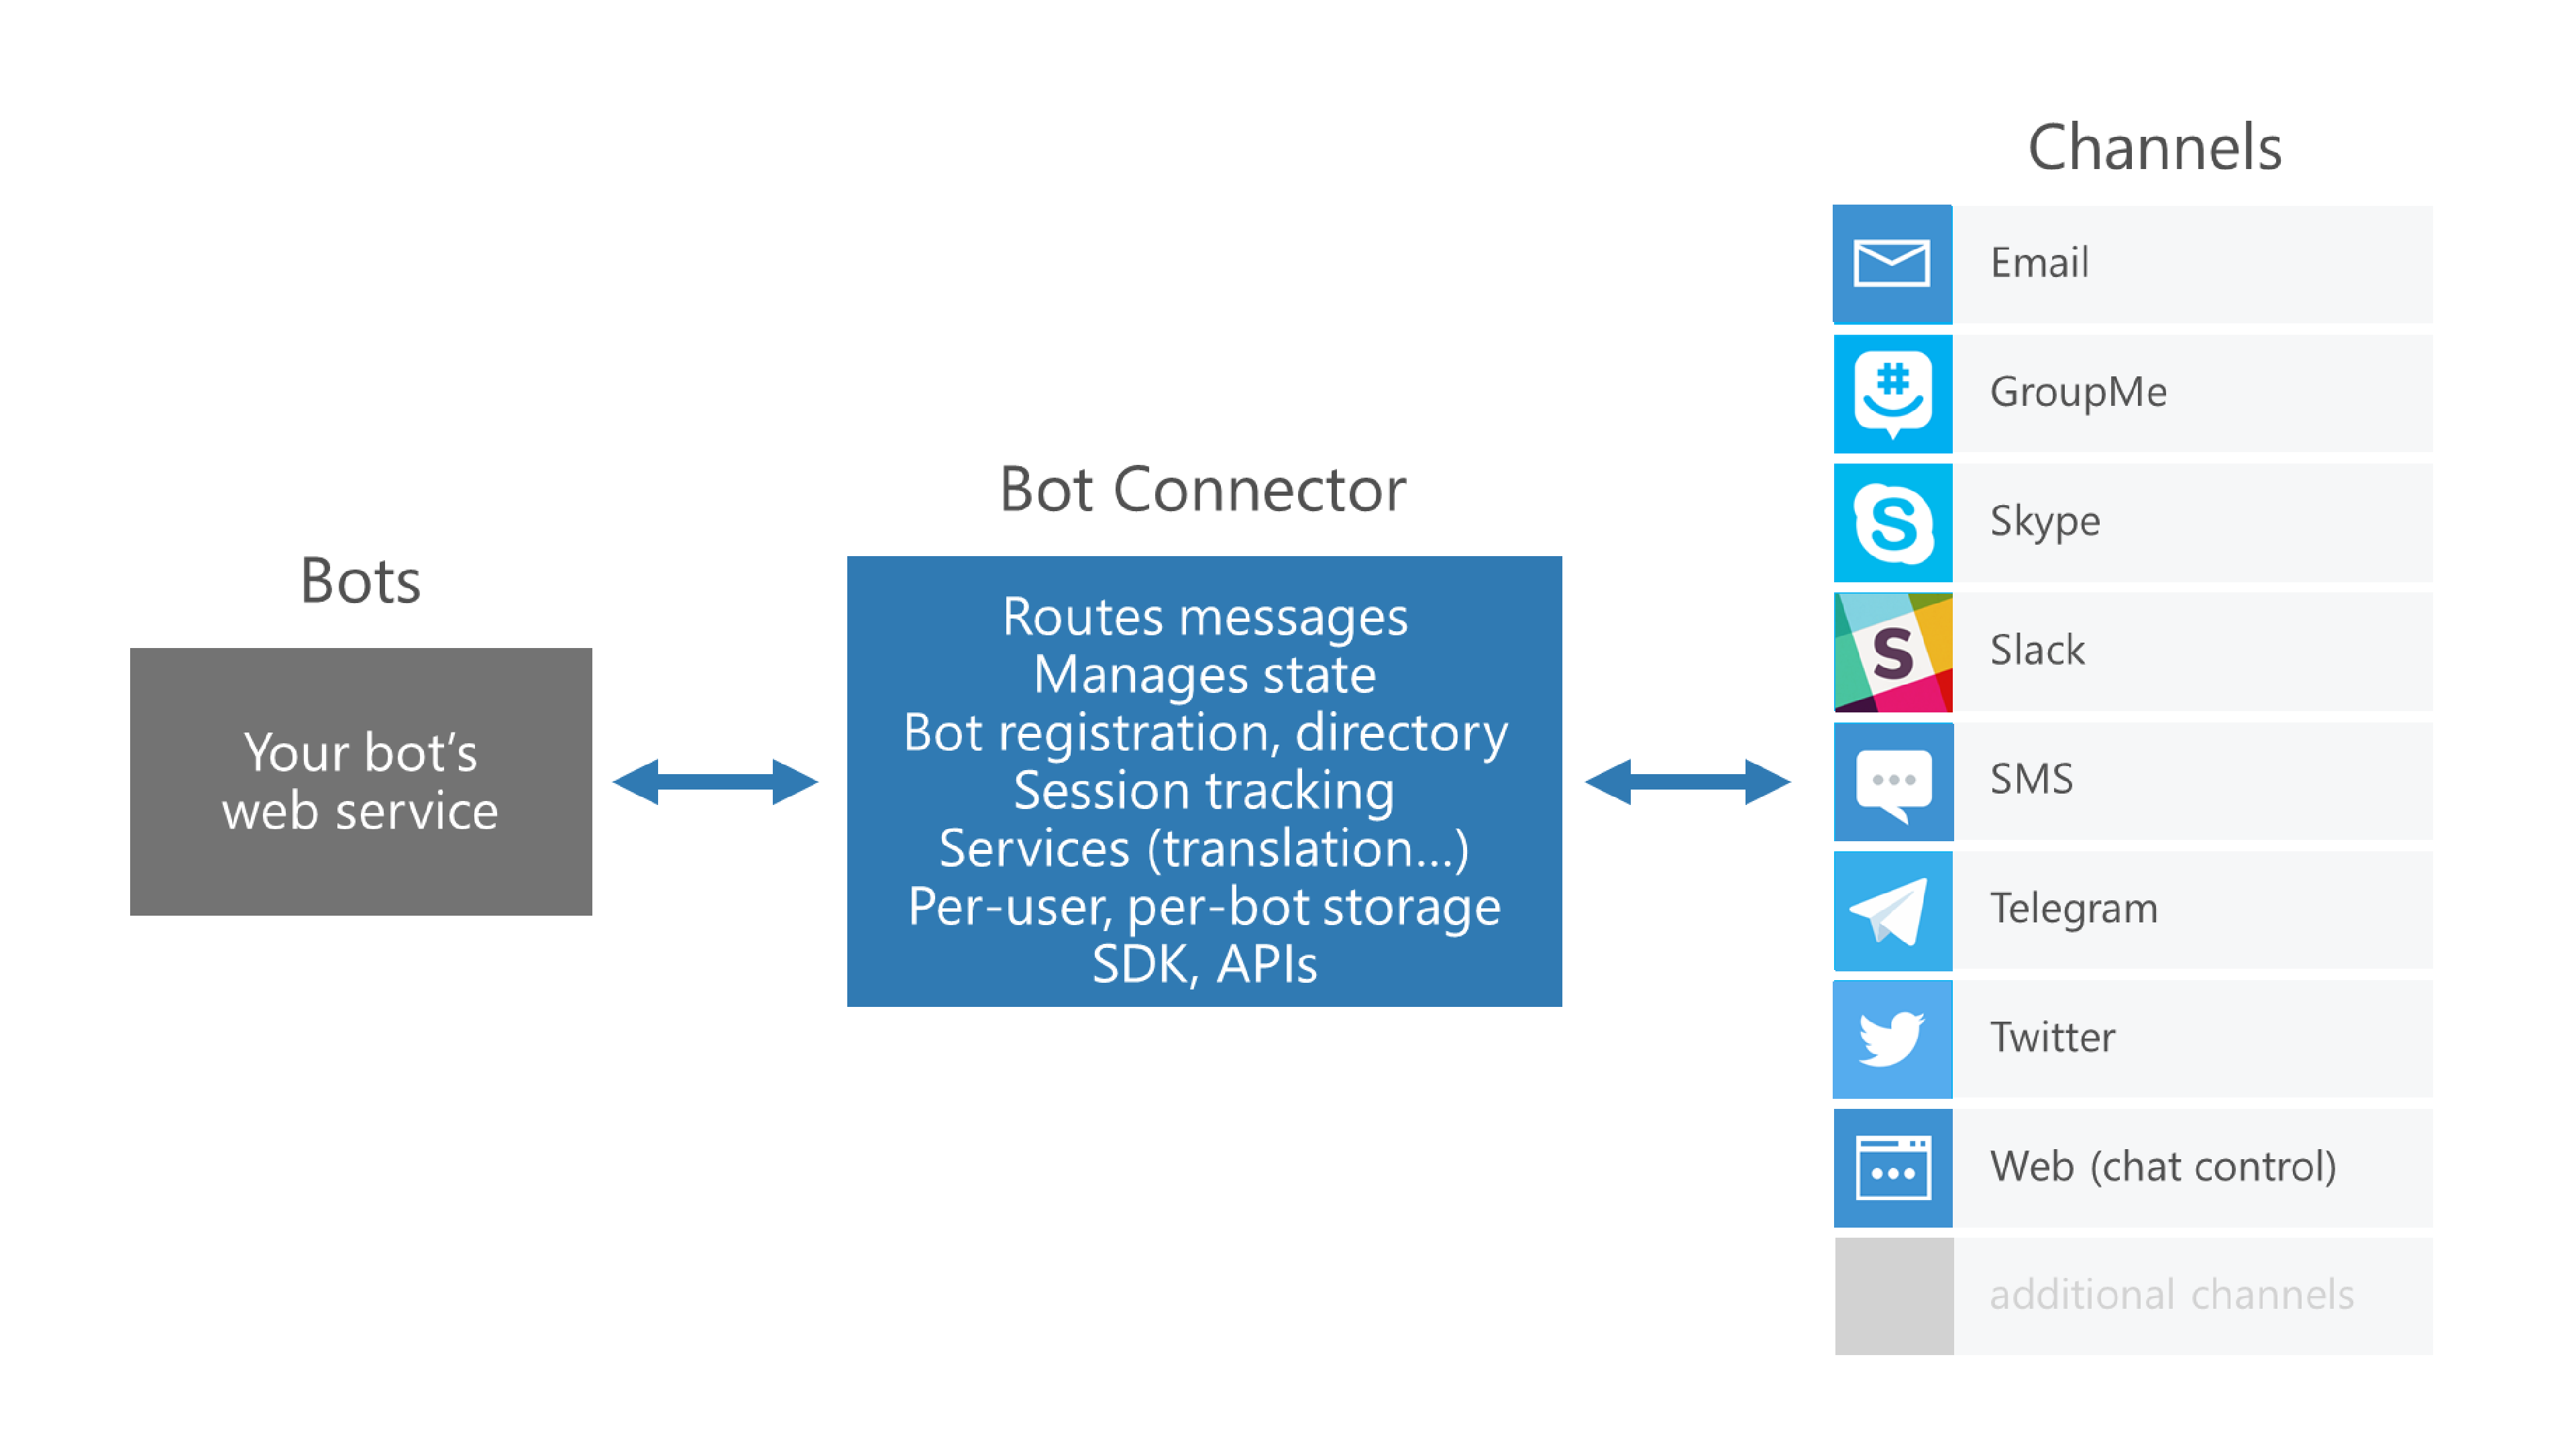 Bots
Your bot’s
web service
Bot Connector
Routes messages
Manages state
Bot registration, directory
Session tracking
Services (translation...)
Per-user, per-bot storage
SDK, APIs
Channels
Email
#
GroupMe
S
Skype
S
Slack
SMS
Telegram
Twitter
Web (chat control)
additional channels